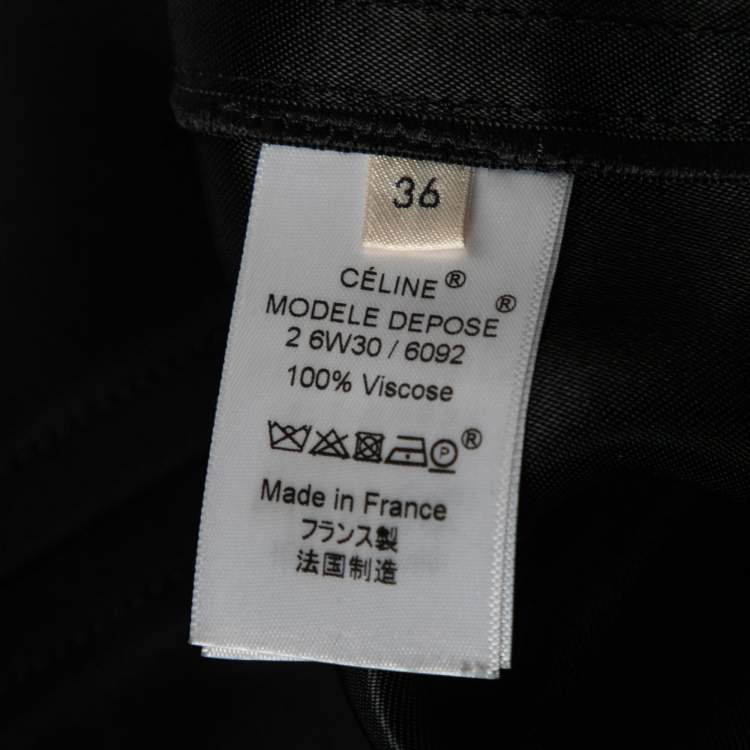 36
CÉLINE®
MODELE DEPOSE®
2 6W30 / 6092
100% Viscose
P ®
Made in France
フランス製
法国制造